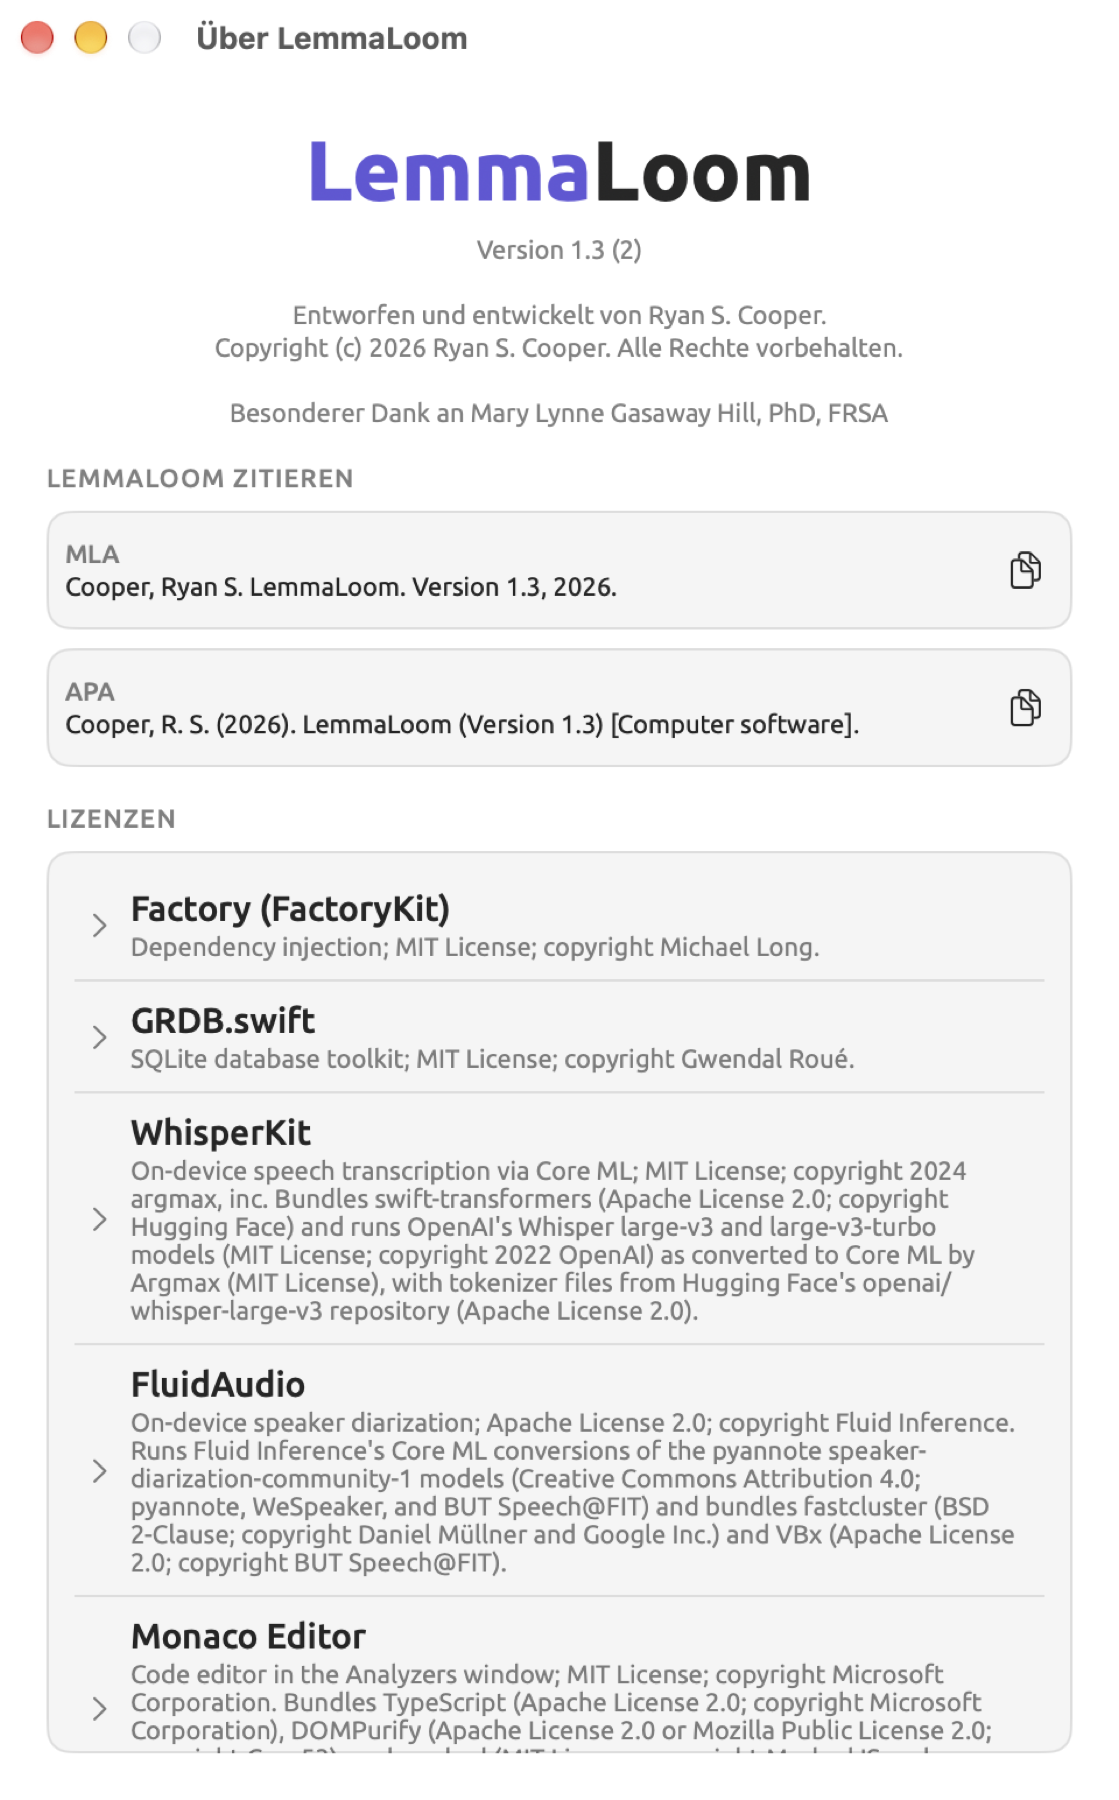 Über LemmaLoom
LemmaLoom
Version 1.3 (2)
Entworfen und entwickelt von Ryan S. Cooper.
Copyright (c) 2026 Ryan S. Cooper. Alle Rechte vorbehalten.
Besonderer Dank an Mary Lynne Gasaway Hill, PhD, FRSA
LEMMALOOM ZITIEREN
MLA
Cooper, Ryan S. LemmaLoom. Version 1.3, 2026.
APA
Cooper, R. S. (2026). LemmaLoom (Version 1.3) [Computer software].
LIZENZEN
Factory (FactoryKit)
Dependency injection; MIT License; copyright Michael Long.
GRDB.swift
SQLite database toolkit; MIT License; copyright Gwendal Roué.
WhisperKit
On-device speech transcription via Core ML; MIT License; copyright 2024
argmax, inc. Bundles swift-transformers (Apache License 2.0; copyright
Hugging Face) and runs OpenAI's Whisper large-v3 and large-v3-turbo
models (MIT License; copyright 2022 OpenAI) as converted to Core ML by
Argmax (MIT License), with tokenizer files from Hugging Face's openai/
whisper-large-v3 repository (Apache License 2.0).
FluidAudio
On-device speaker diarization; Apache License 2.0; copyright Fluid Inference.
Runs Fluid Inference's Core ML conversions of the pyannote speaker-
diarization-community-1 models (Creative Commons Attribution 4.0;
pyannote, WeSpeaker, and BUT Speech@FIT) and bundles fastcluster (BSD
2-Clause; copyright Daniel Müllner and Google Inc.) and VBx (Apache License
2.0; copyright BUT Speech@FIT).
Monaco Editor
Code editor in the Analyzers window; MIT License; copyright Microsoft
Corporation. Bundles TypeScript (Apache License 2.0; copyright Microsoft
Corporation), DOMPurify (Apache License 2.0 or Mozilla Public License 2.0;